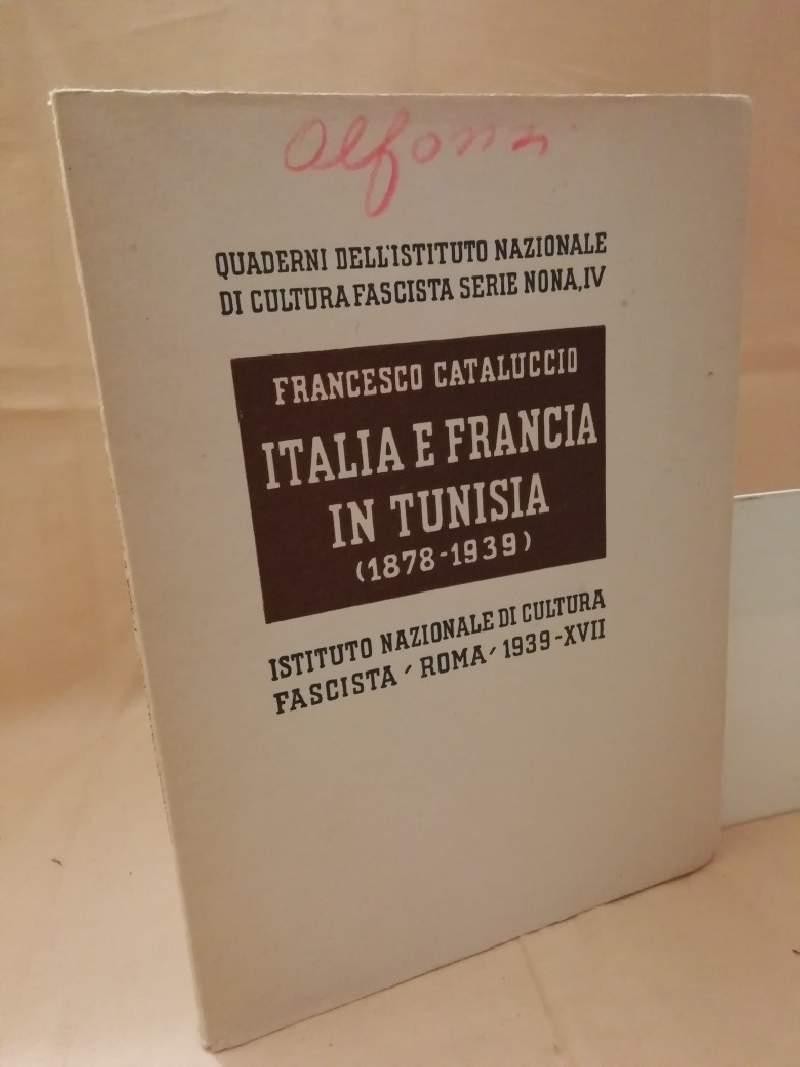 QUADERNI DELL'ISTITUTO NAZIONALE
DI CULTURA FASCISTA SERIE NONA, IV
FRANCESCO CATALUCCIO
ITALIA E FRANCIA
IN TUNISIA
(1878-1939)
ISTITUTO NAZIONALE DI CULTURA
FASCISTA ′ ROMA ′ 1939-XVII